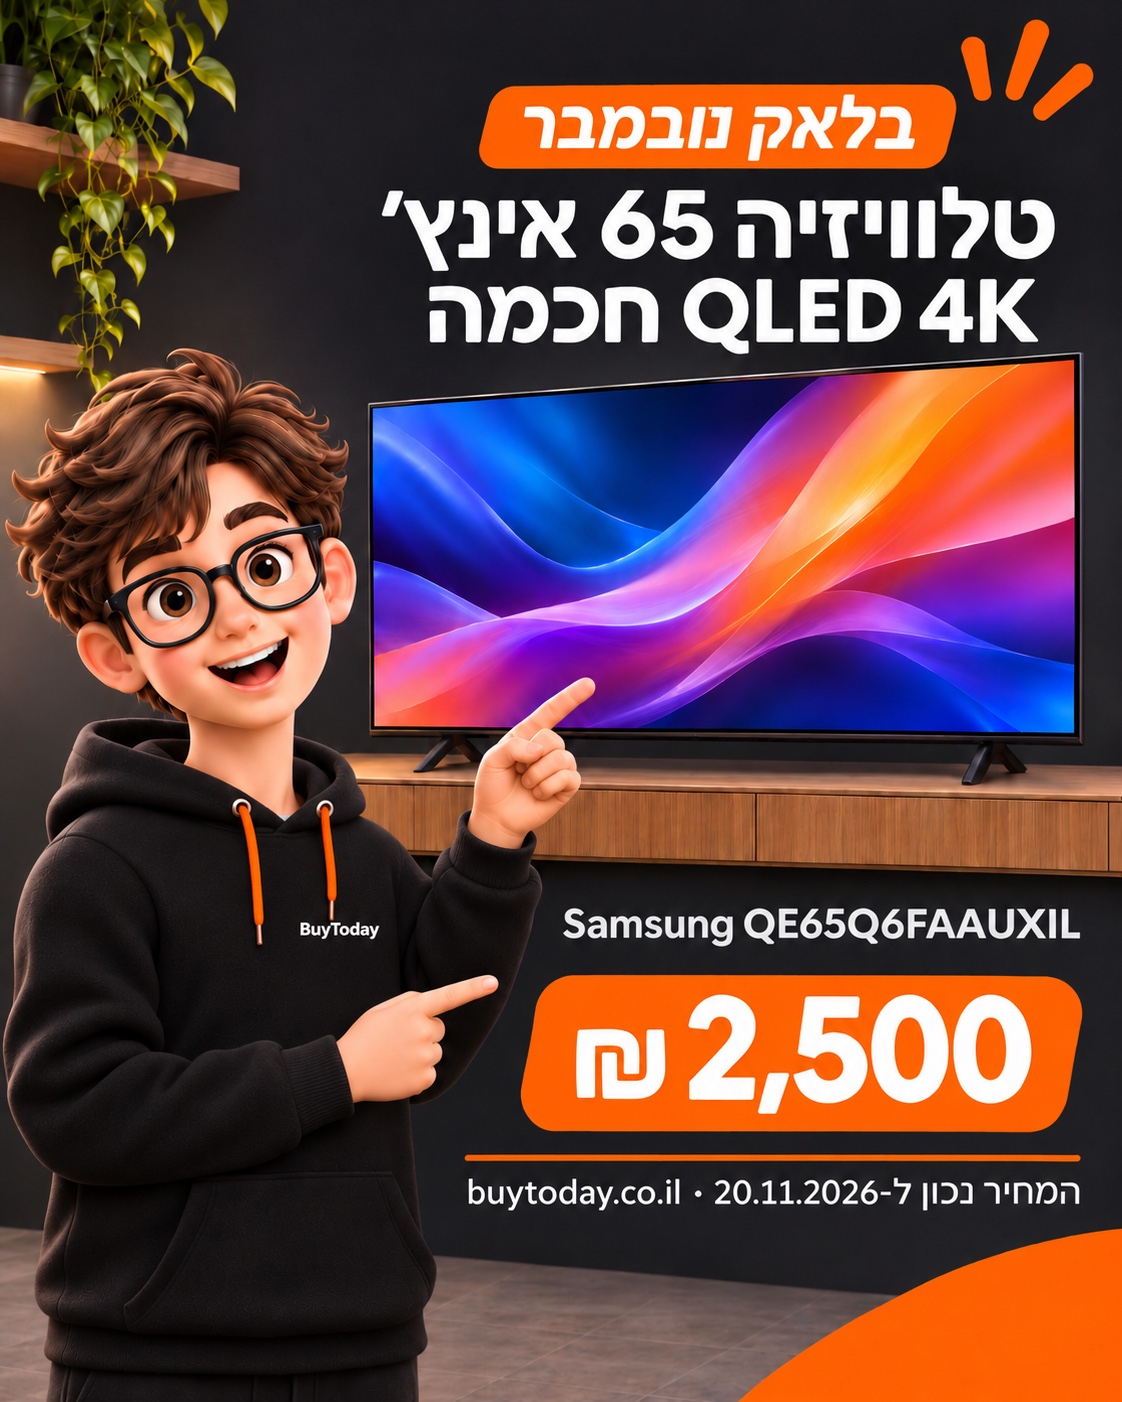 בלאק נובמבר
טלוויזיה 65 אינץ'
QLED 4K חכמה
BuyToday
Samsung QE65Q6FAAUXIL
₪2,500
המחיר נכון ל-20.11.2026 • buytoday.co.il